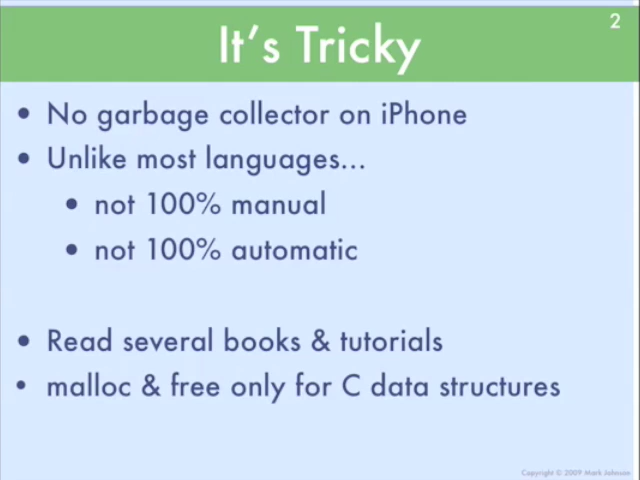 2
It's Tricky
• No garbage collector on iPhone
• Unlike most languages...
• not 100% manual
• not 100% automatic
• Read several books & tutorials
• malloc & free only for C data structures
Copyright © 2009 Mark Johnson